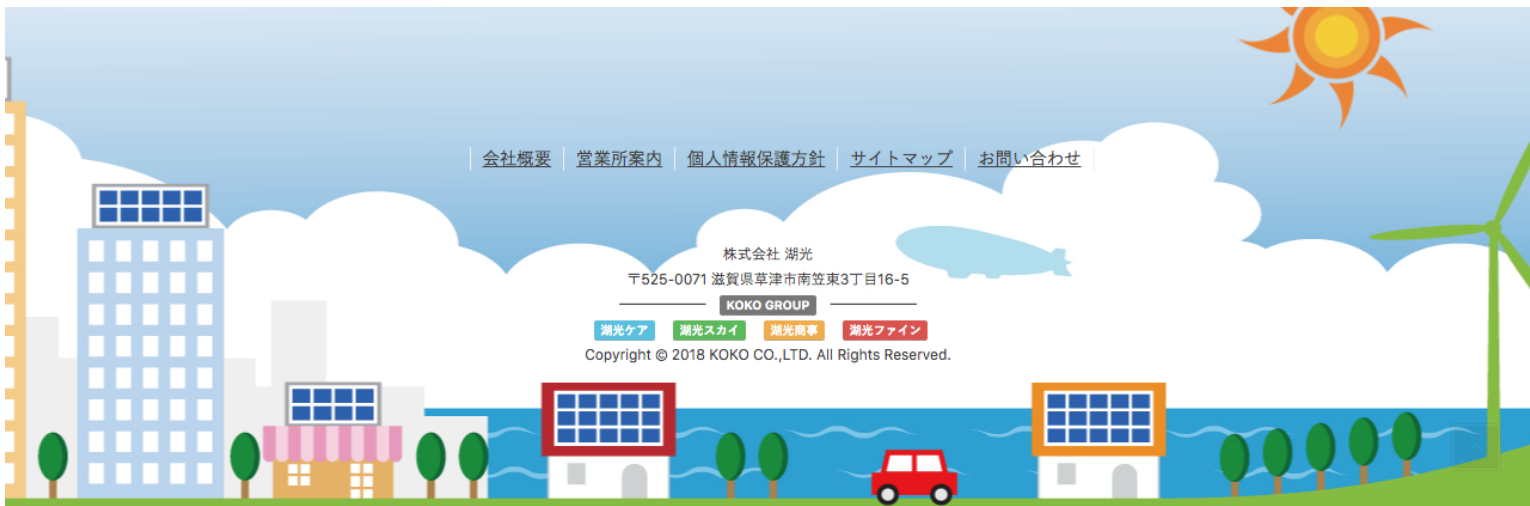 会社概要 営業所案内 個人情報保護方針 サイトマップ お問い合わせ
株式会社 湖光
〒525-0071 滋賀県草津市南笠東3丁目16-5
KOKO GROUP
湖光ケア 湖光スカイ 湖光商事 湖光ファイン
Copyright © 2018 KOKO CO.,LTD. All Rights Reserved.